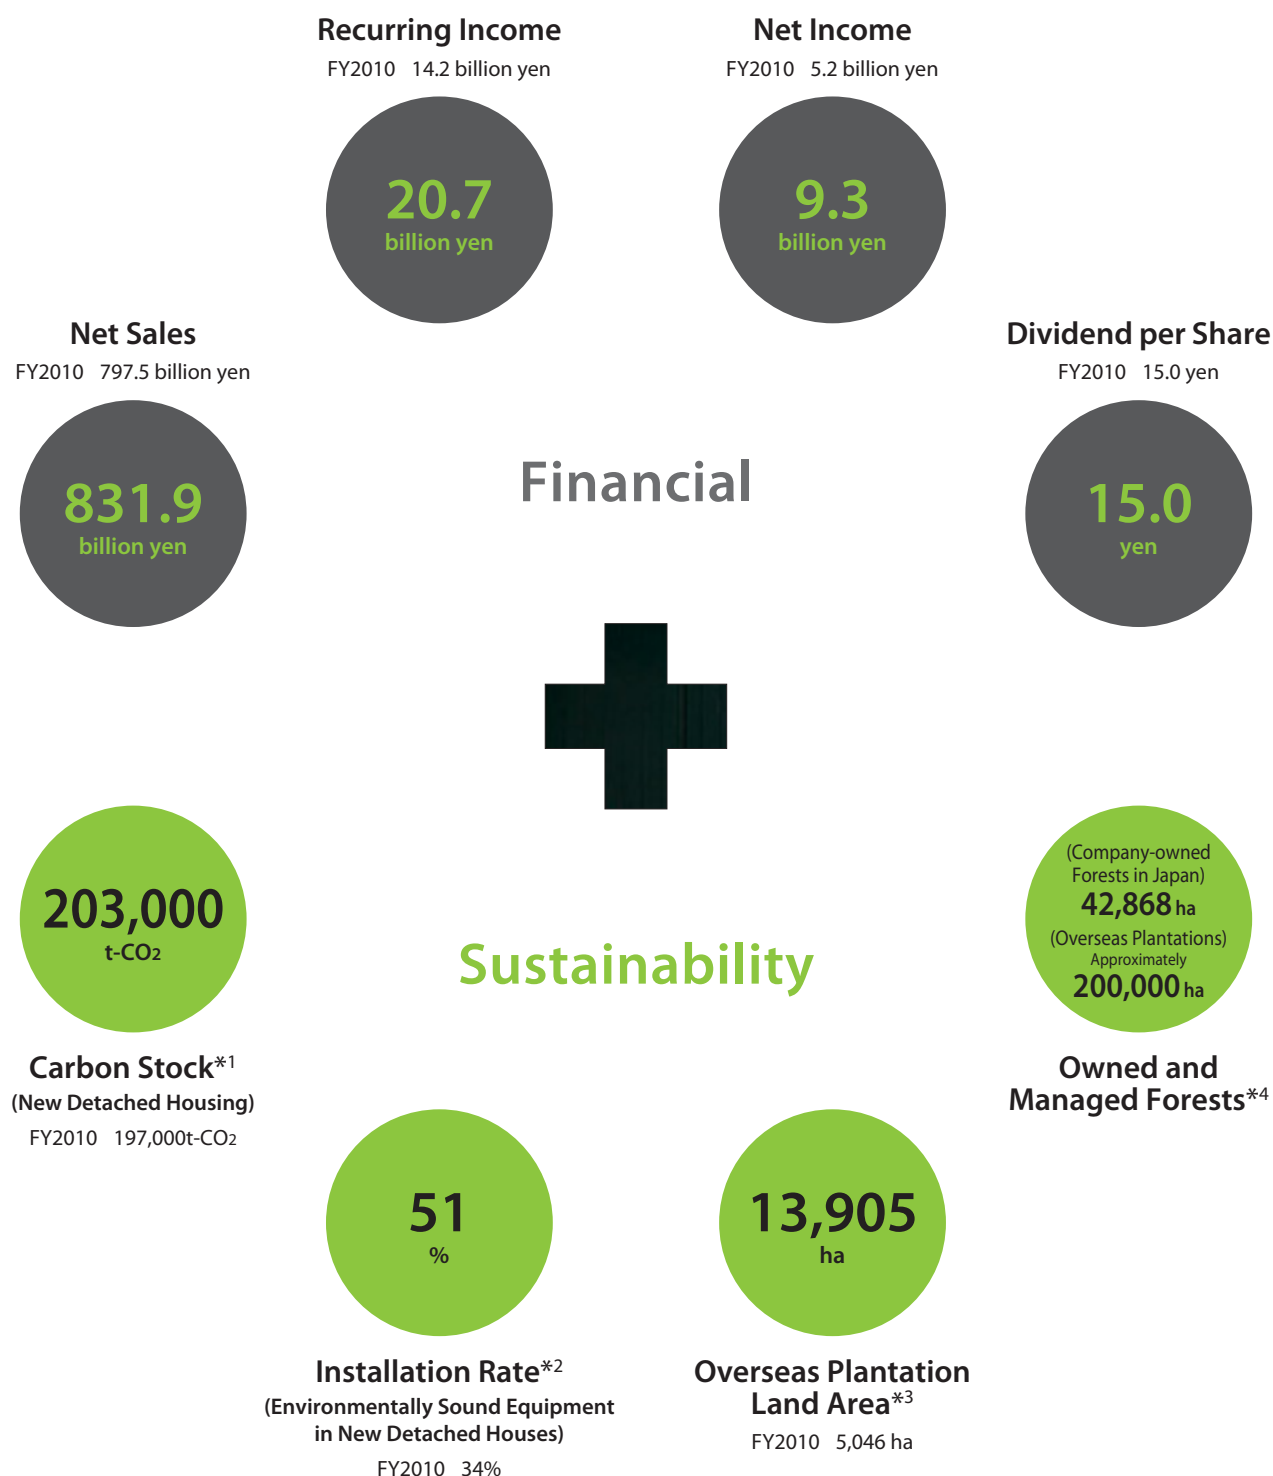 Recurring Income
FY2010 14.2 billion yen
20.7
billion yen
Net Income
FY2010 5.2 billion yen
9.3
billion yen
Net Sales
FY2010 797.5 billion yen
831.9
billion yen
Dividend per Share
FY2010 15.0 yen
15.0
yen
Financial
Sustainability
203,000
t-CO2
Carbon Stock*1
(New Detached Housing)
FY2010 197,000t-CO2
(Company-owned
Forests in Japan)
42,868 ha
(Overseas Plantations)
Approximately
200,000 ha
Owned and
Managed Forests*4
51
%
Installation Rate*2
(Environmentally Sound Equipment
in New Detached Houses)
FY2010 34%
13,905
ha
Overseas Plantation
Land Area*3
FY2010 5,046 ha